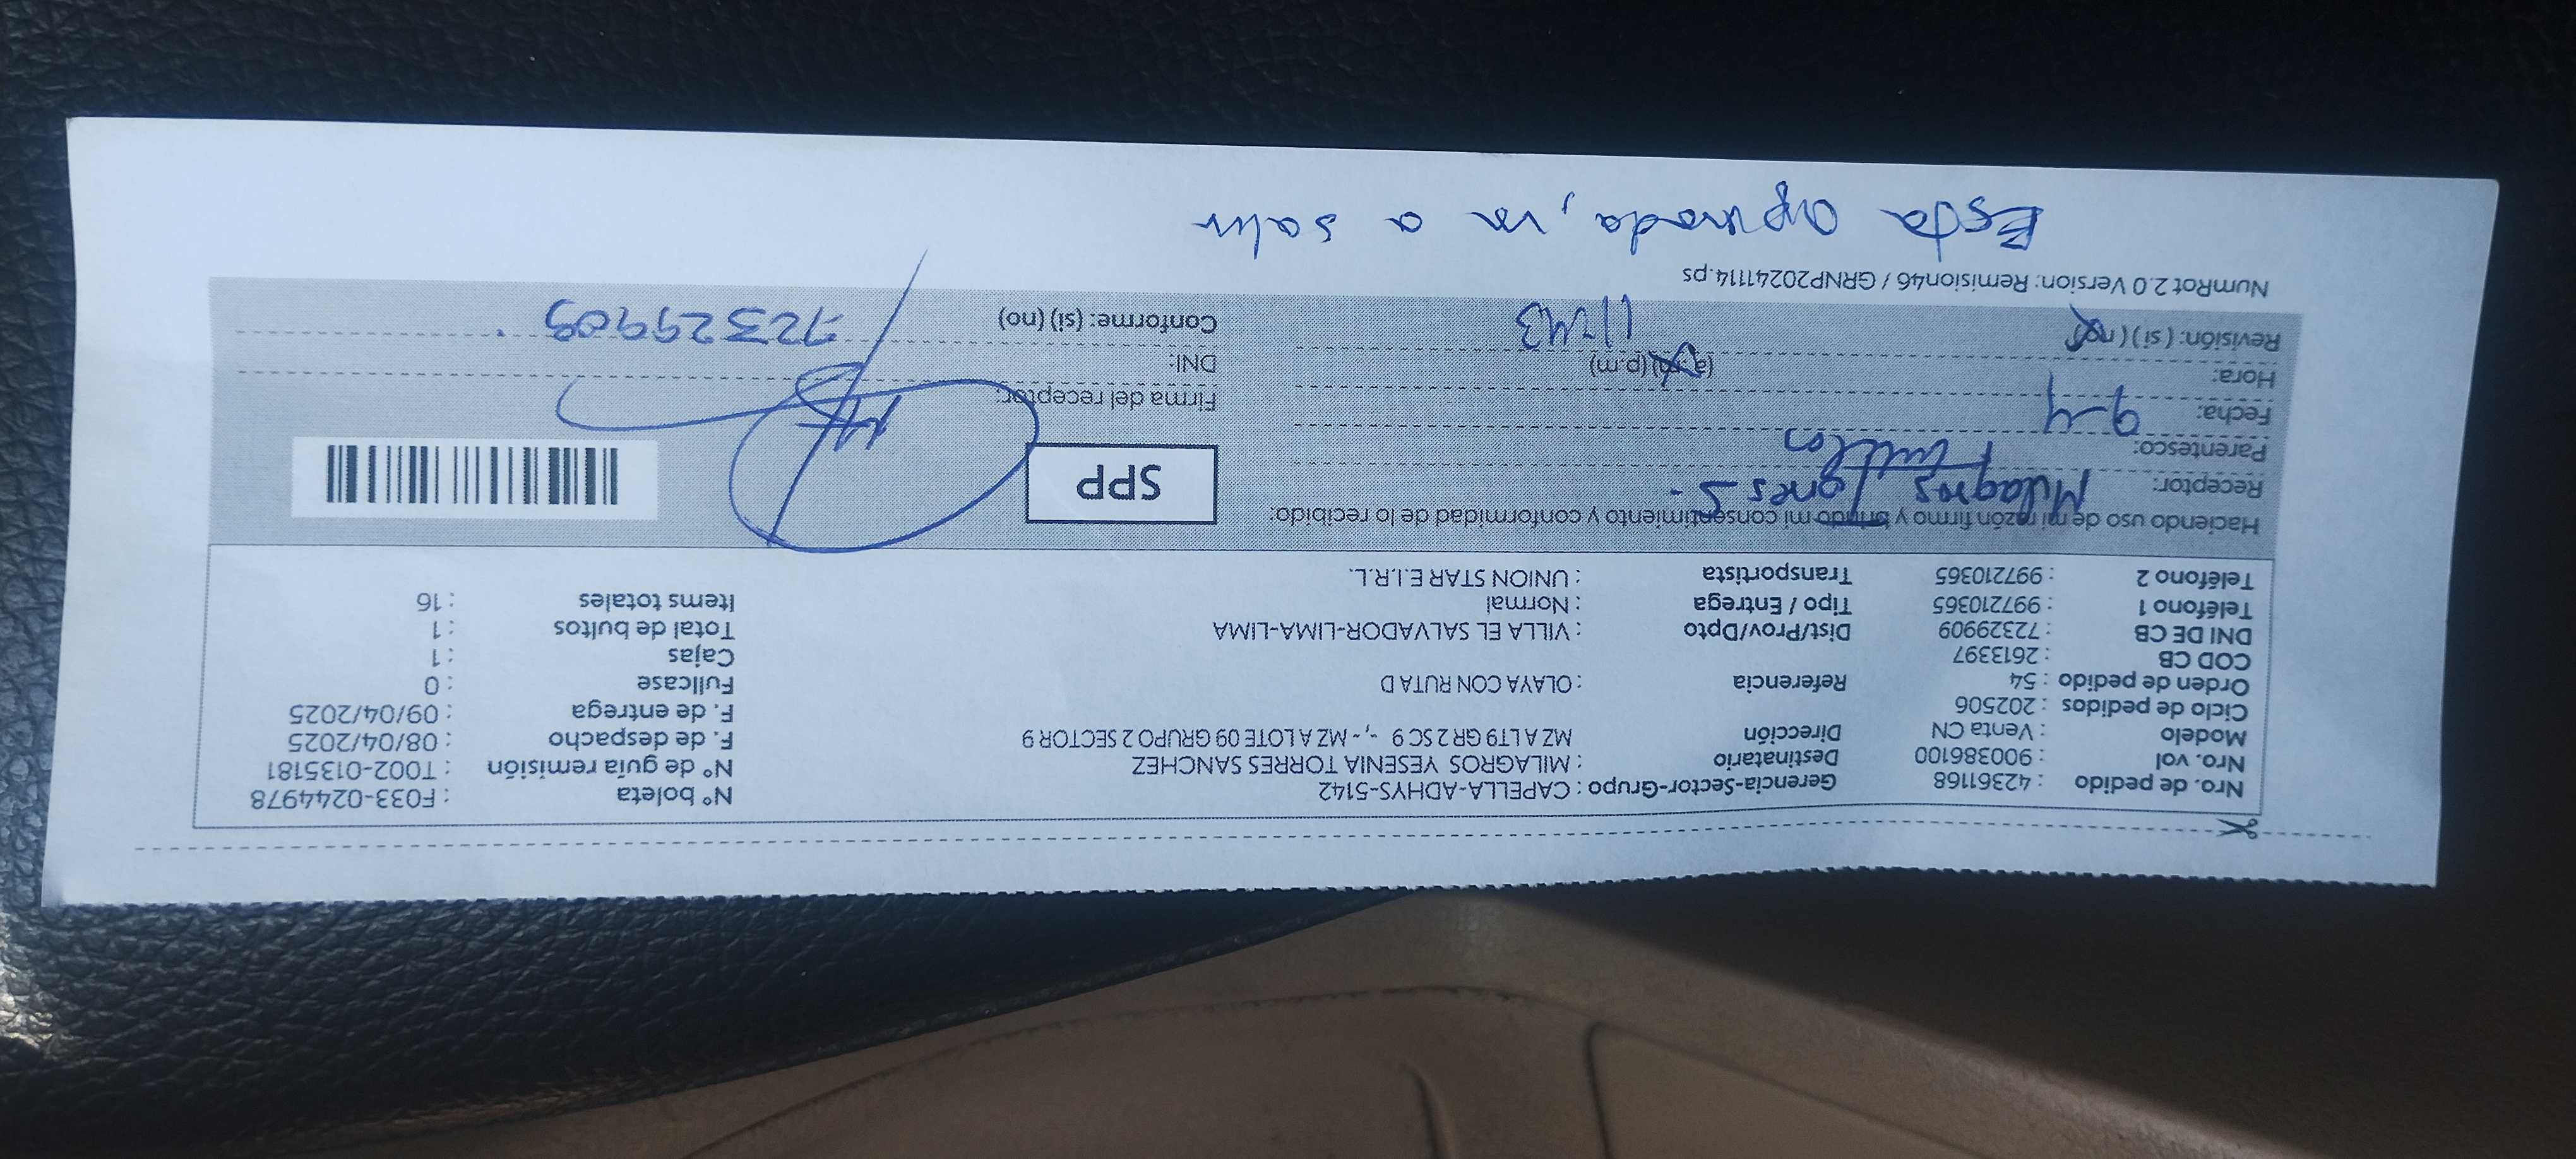 Nro. de pedido : 42361168 Gerencia-Sector-Grupo : CAPELLA-ADHYS-5142 N° boleta : F033-0244978
Nro. vol : 900386100 Destinatario : MILAGROS YESENIA TORRES SANCHEZ N° de guía remisión : T002-0135181
Modelo : Venta CN Dirección MZ A LT9 GR 2 SC 9 -, - MZ A LOTE 09 GRUPO 2 SECTOR 9 F. de despacho : 08/04/2025
Ciclo de pedidos : 202506 F. de entrega : 09/04/2025
Orden de pedido : 54 Referencia : OLAYA CON RUTA D Fullcase : 0
COD CB : 2613397 Cajas : 1
DNI DE CB : 72329909 Dist/Prov/Dpto : VILLA EL SALVADOR-LIMA-LIMA Total de bultos : 1
Teléfono 1 : 997210365 Tipo / Entrega : Normal Items totales : 16
Teléfono 2 : 997210365 Transportista : UNION STAR E.I.R.L.
Haciendo uso de mi razón firmo y brindo mi consentimiento y conformidad de lo recibido:
Receptor: Milagros Torres S.
SPP
Parentesco:
Fecha: 9-4 Firma del receptor:
Hora: (a.m) (p.m) DNI:
Revisión: (si) (no) 11:43 Conforme: (si) (no) 72329909
NumRot 2.0 Version: Remision46 / GRNP20241114.ps
Esta apurada, va a salir